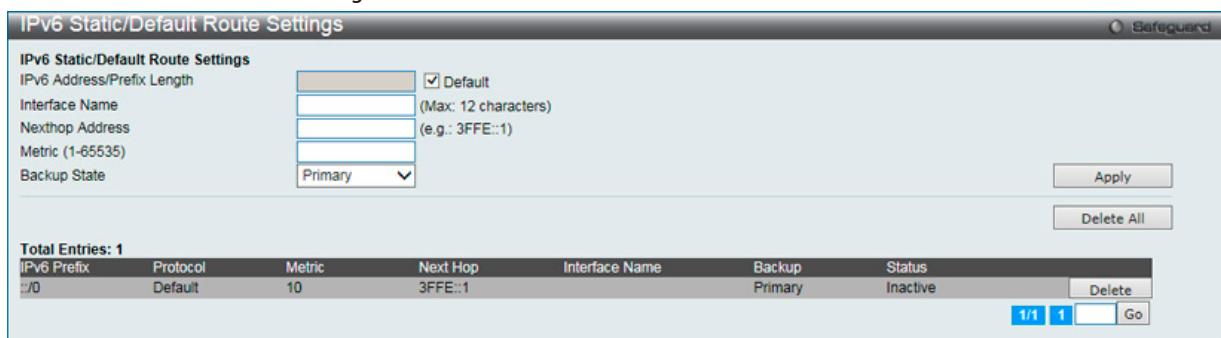 IPv6 Static/Default Route Settings Safeguard
IPv6 Static/Default Route Settings
IPv6 Address/Prefix Length Default
Interface Name (Max: 12 characters)
Nexthop Address (e.g.: 3FFE::1)
Metric (1-65535)
Backup State Primary Apply
Delete All
Total Entries: 1
IPv6 Prefix Protocol Metric Next Hop Interface Name Backup Status
::/0 Default 10 3FFE::1 Primary Inactive Delete
1/1 1 Go